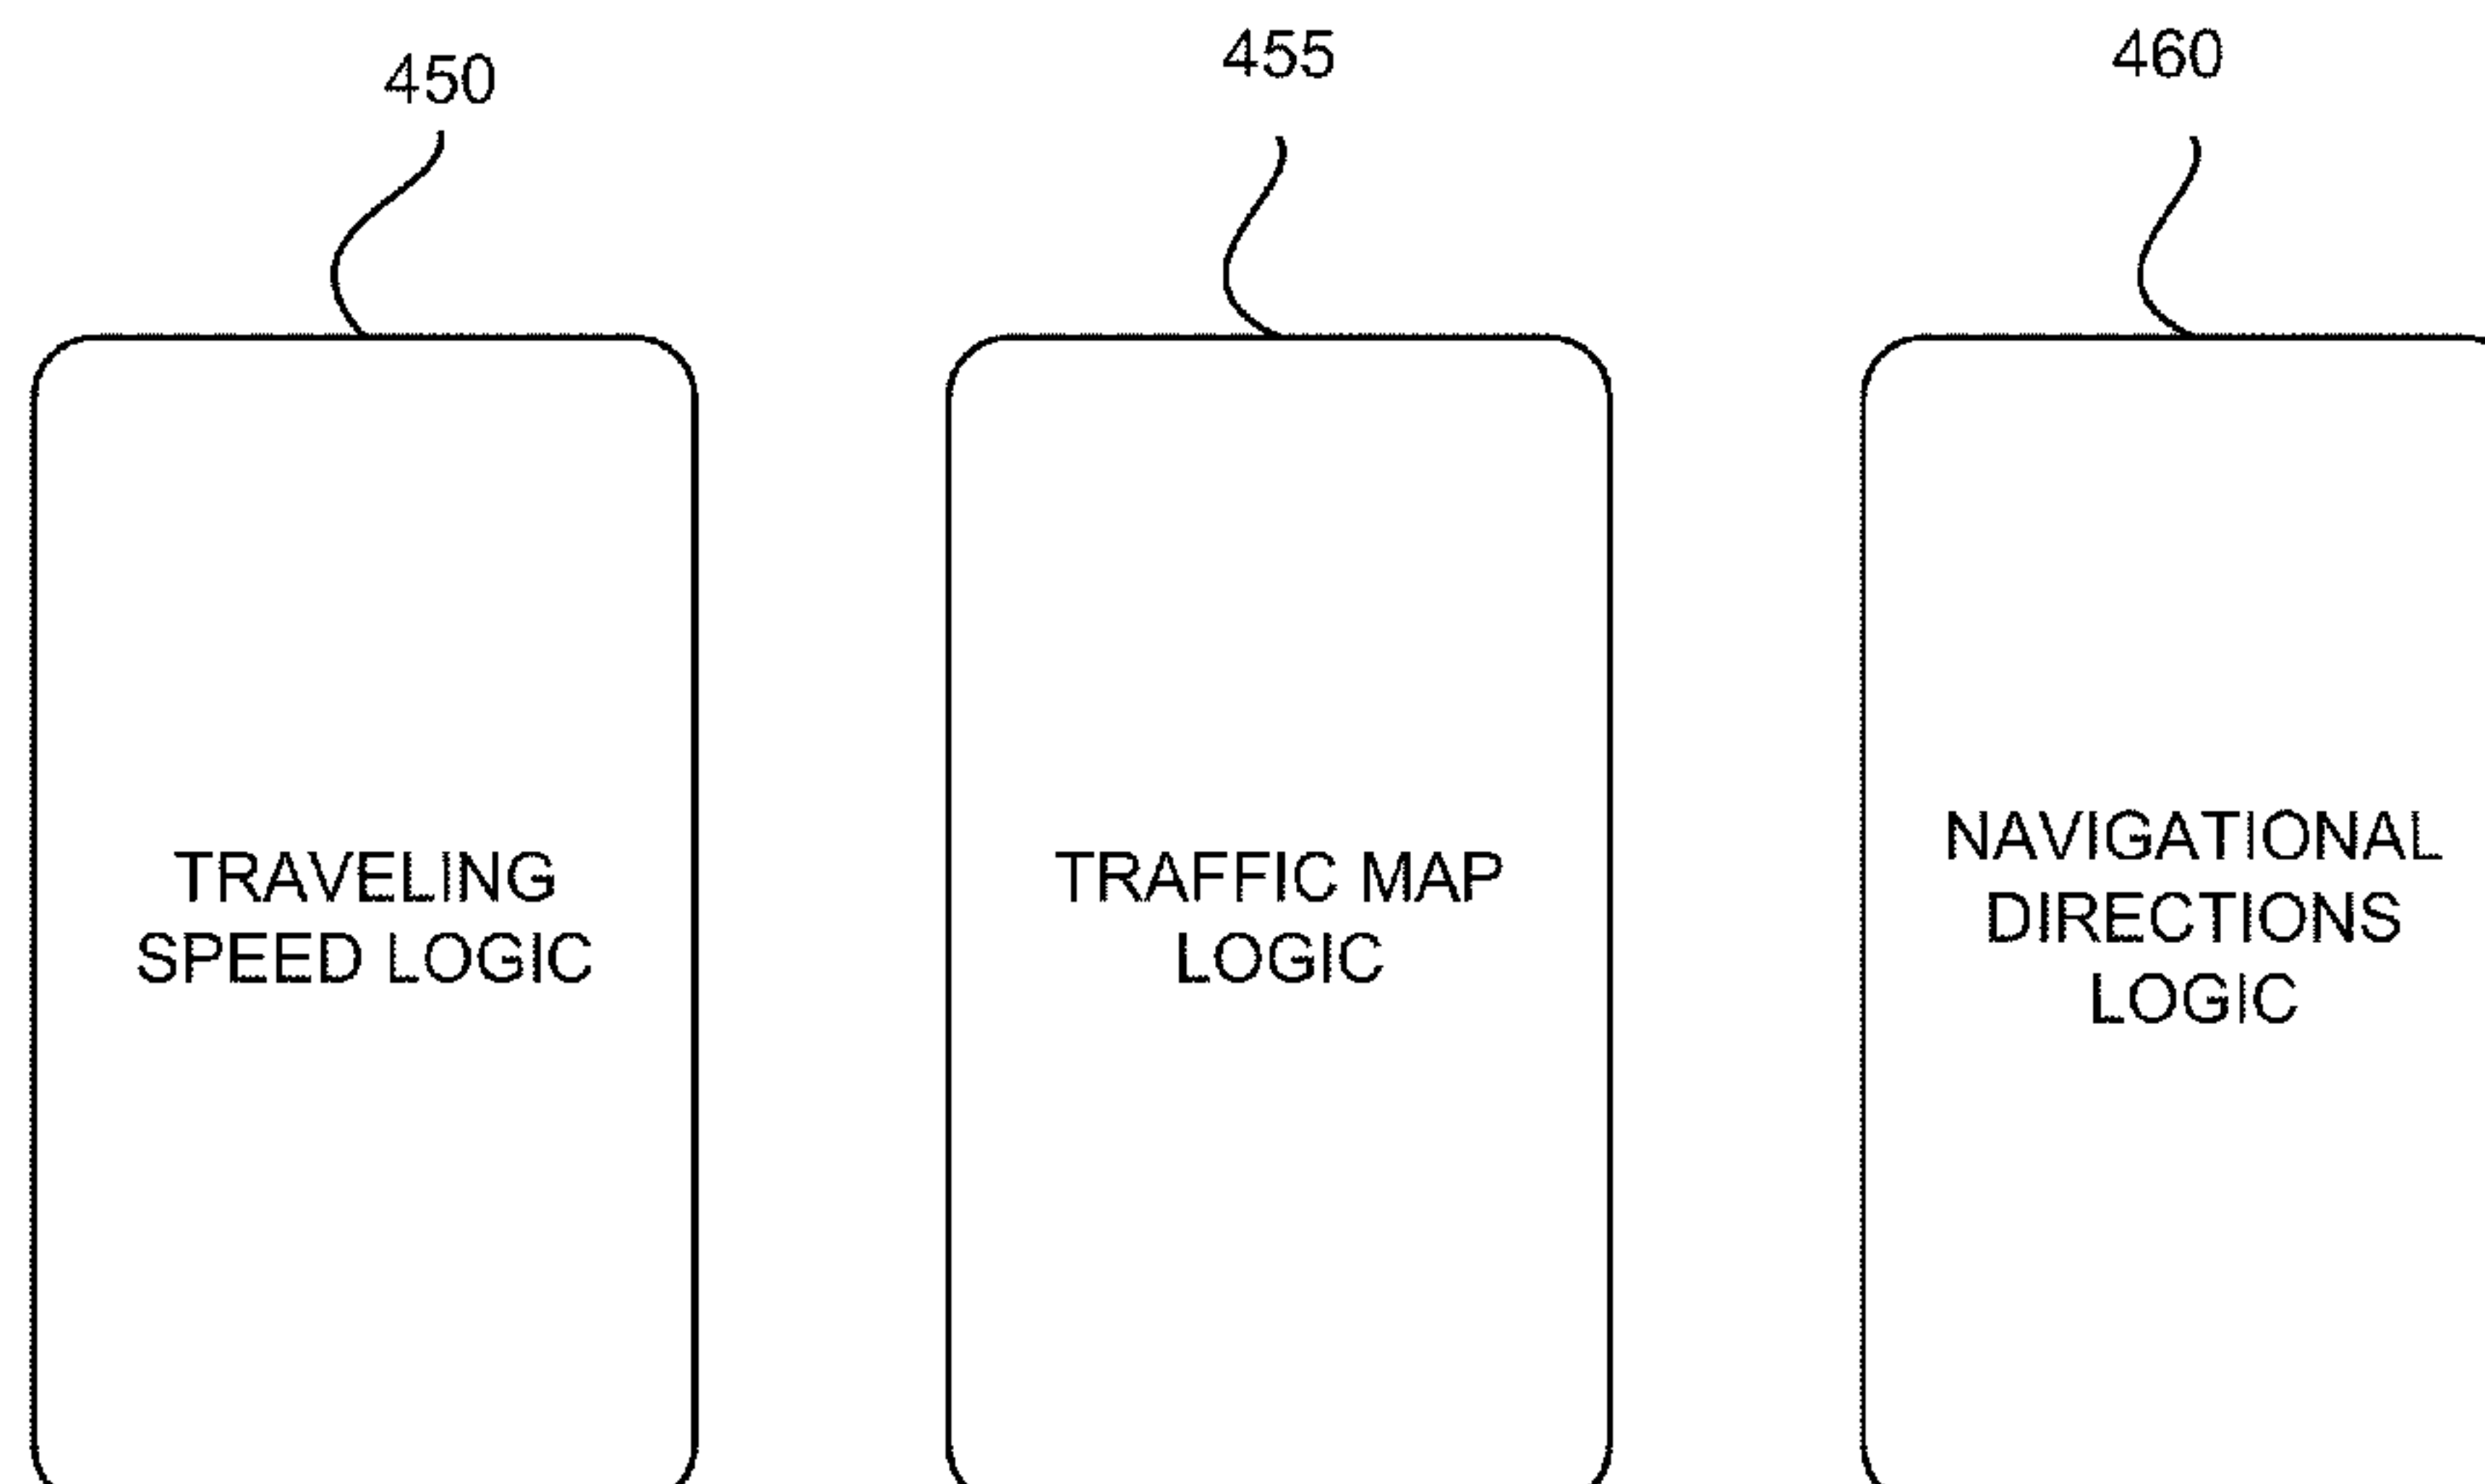 450
455
460
TRAVELING
SPEED LOGIC
TRAFFIC MAP
LOGIC
NAVIGATIONAL
DIRECTIONS
LOGIC